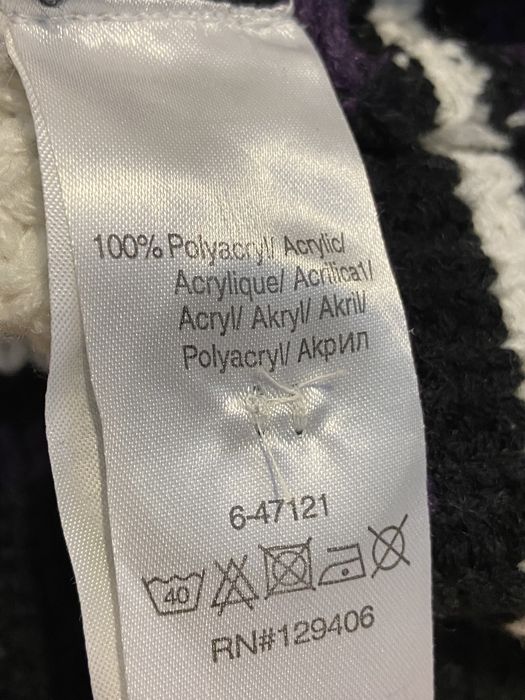 100% Polyacryl/ Acrylic/
Acrylique/ Acrilica1/
Acryl/ Akryl/ Akril/
Polyacryl/ Акрил
6-47121
40
RN#129406